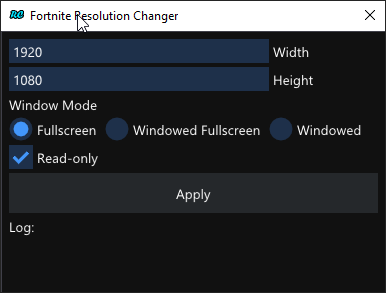 RC Fortnite Resolution Changer
1920 Width
1080 Height
Window Mode
Fullscreen Windowed Fullscreen Windowed
Read-only
Apply
Log: